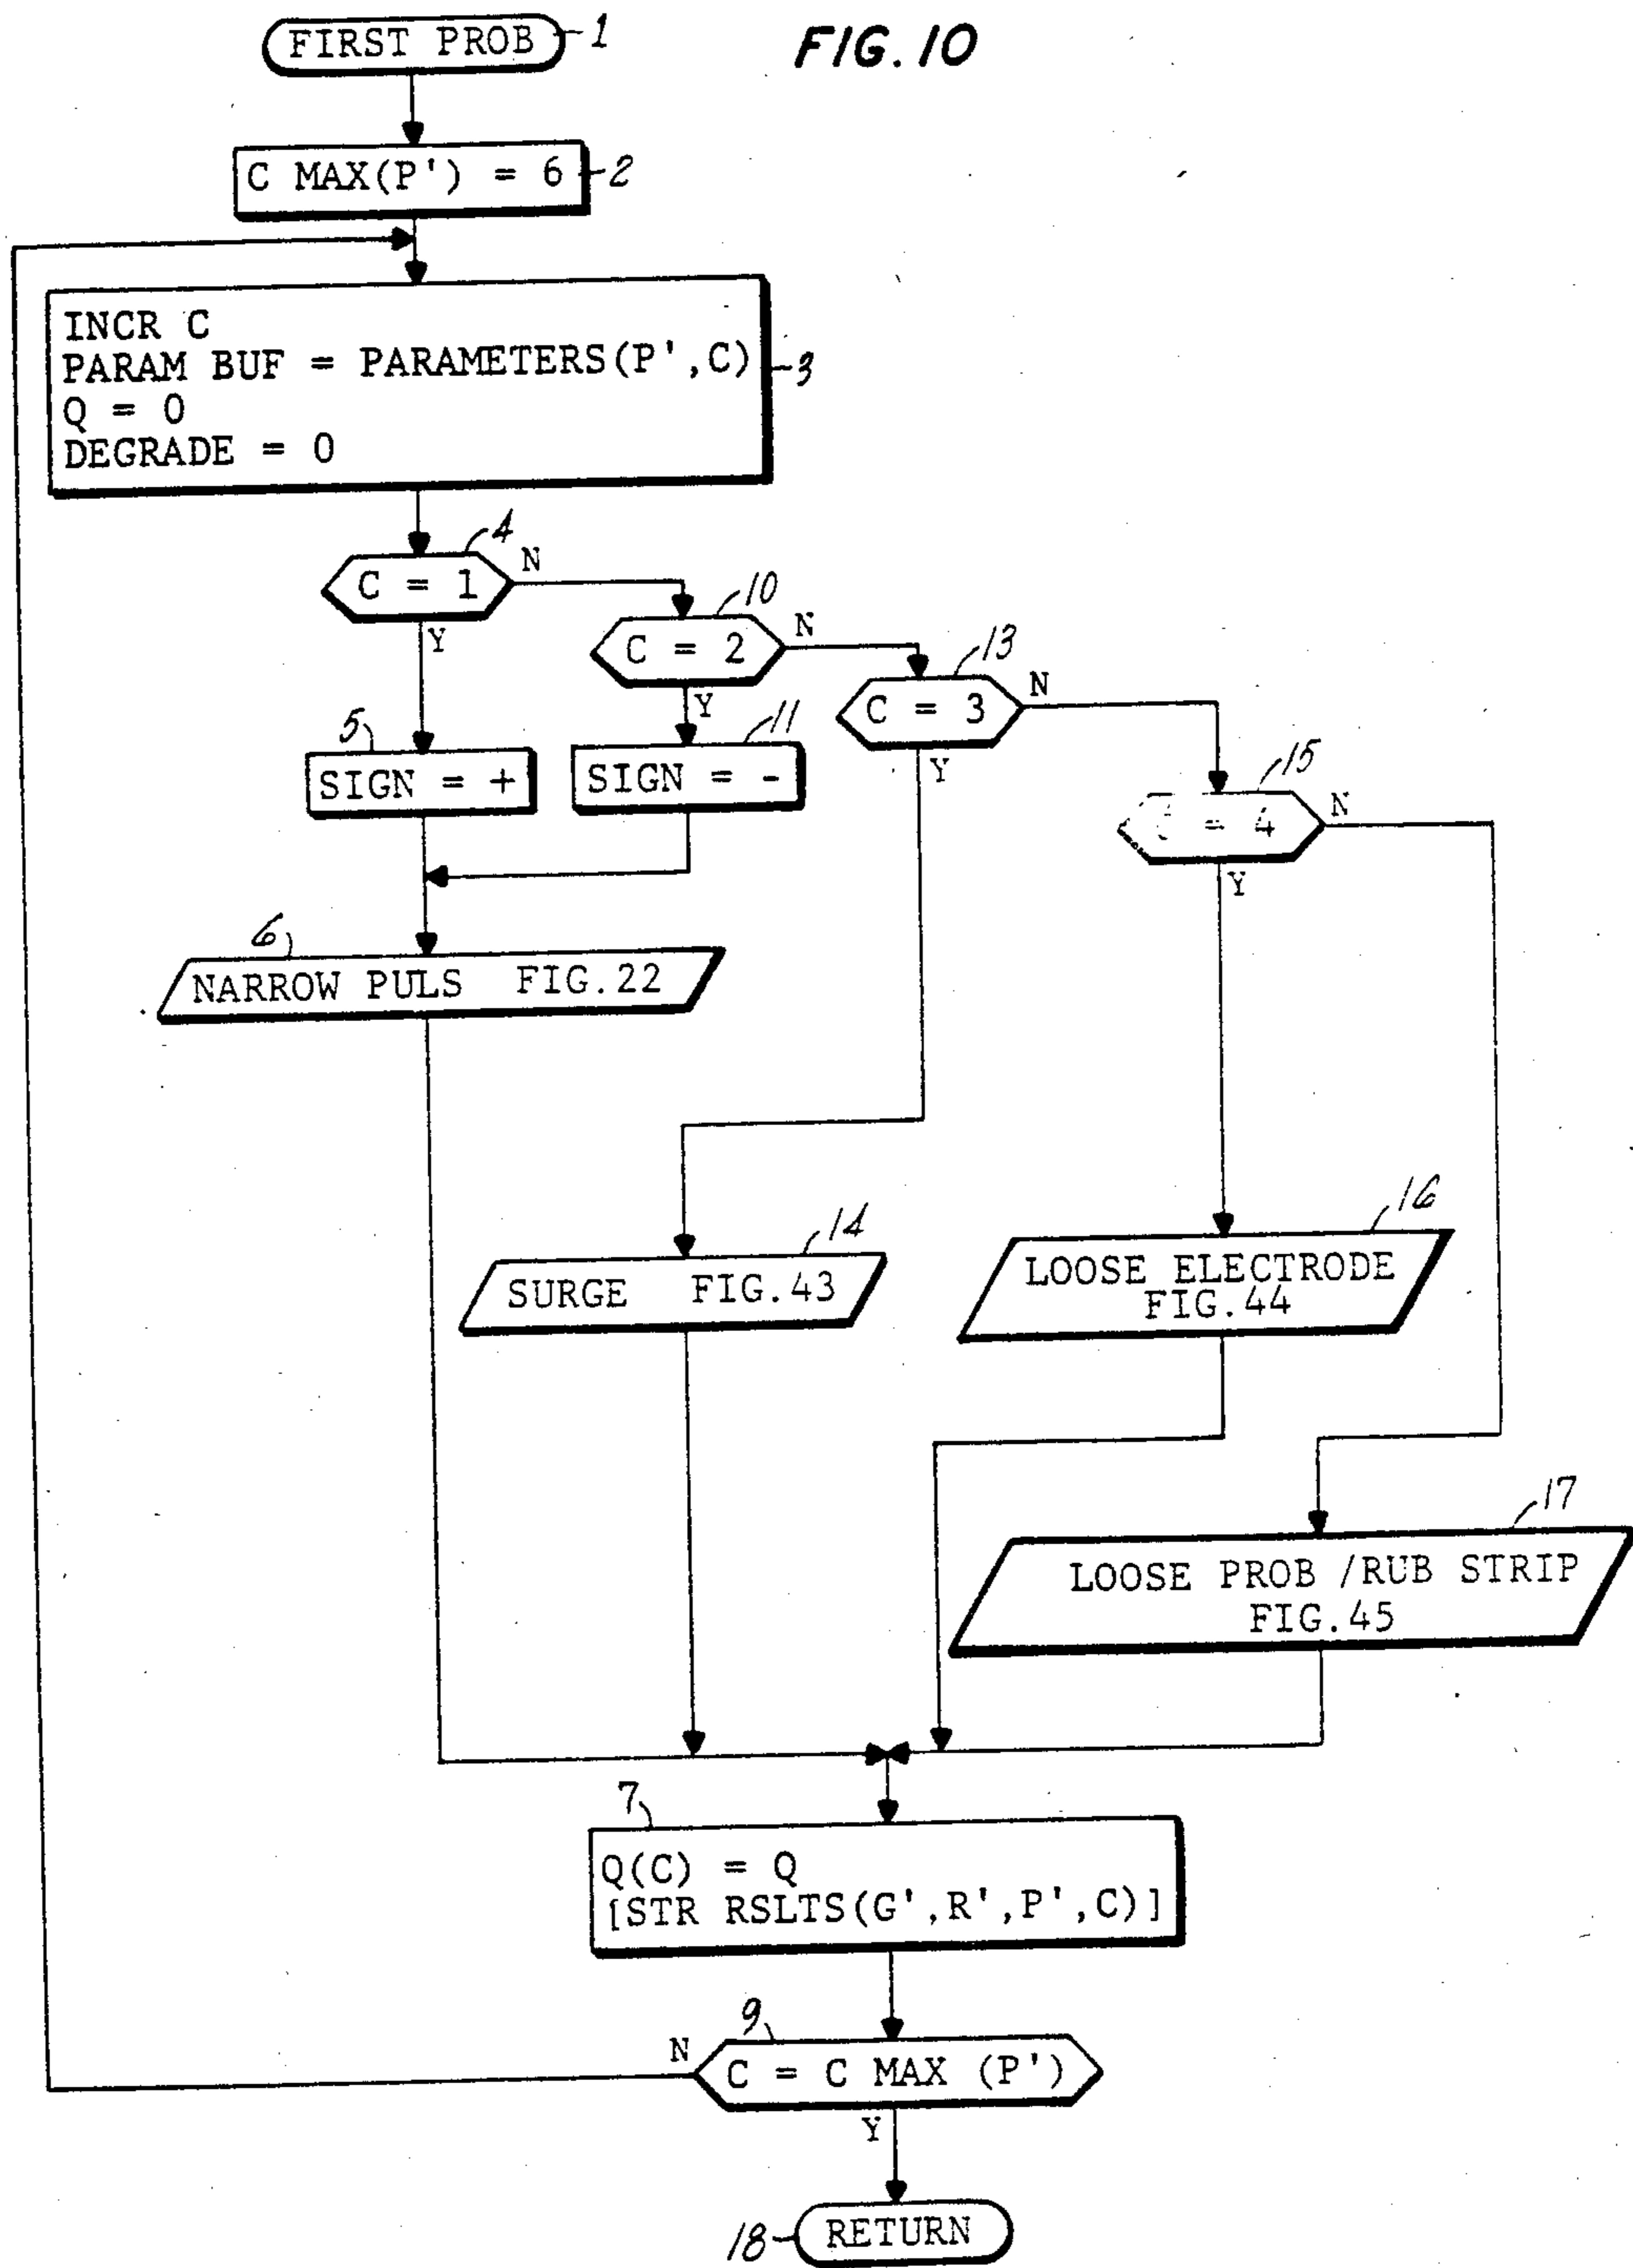 FIG. 10
FIRST PROB
1
C MAX(P') = 6
2
INCR C
PARAM BUF = PARAMETERS(P',C)
Q = 0
DEGRADE = 0
3
4
C = 1
N
Y
10
C = 2
N
Y
13
C = 3
N
Y
15
= 4
N
Y
5
SIGN = +
11
SIGN = -
6
NARROW PULS FIG.22
14
SURGE FIG.43
16
LOOSE ELECTRODE
FIG.44
17
LOOSE PROB /RUB STRIP
FIG.45
7
Q(C) = Q
[STR RSLTS(G',R',P',C)]
9
N
C = C MAX (P')
Y
18
RETURN